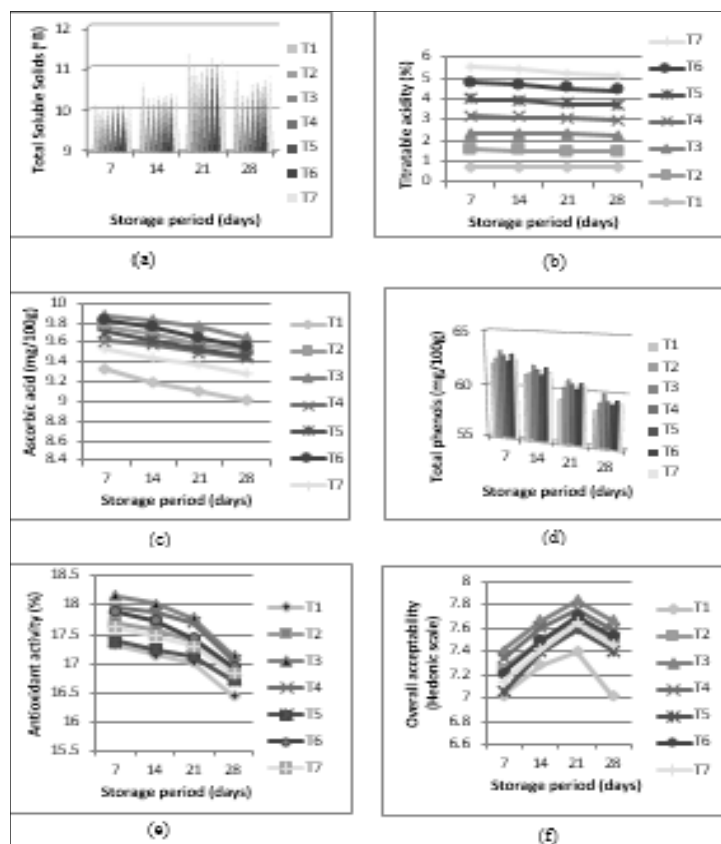 Total Soluble Solids (°B)
12
11
10
9
7 14 21 28
Storage period (days)
T1
T2
T3
T4
T5
T6
T7
(a)
Titratable acidity (%)
6
5
4
3
2
1
0
7 14 21 28
Storage period (days)
T7
T6
T5
T4
T3
T2
T1
(b)
Ascorbic acid (mg/100g)
10
9.8
9.6
9.4
9.2
9
8.8
8.6
8.4
7 14 21 28
Storage period (days)
T1
T2
T3
T4
T5
T6
T7
(c)
Total phenols (mg/100g)
65
60
55
7
14
21
28
Storage period (days)
T1
T2
T3
T4
T5
T6
T7
(d)
Antioxidant activity (%)
18.5
18
17.5
17
16.5
16
15.5
7 14 21 28
Storage period (days)
T1
T2
T3
T4
T5
T6
T7
(e)
Overall acceptability
(Hedonic scale)
8
7.8
7.6
7.4
7.2
7
6.8
6.6
7 14 21 28
Storage period (days)
T1
T2
T3
T4
T5
T6
T7
(f)